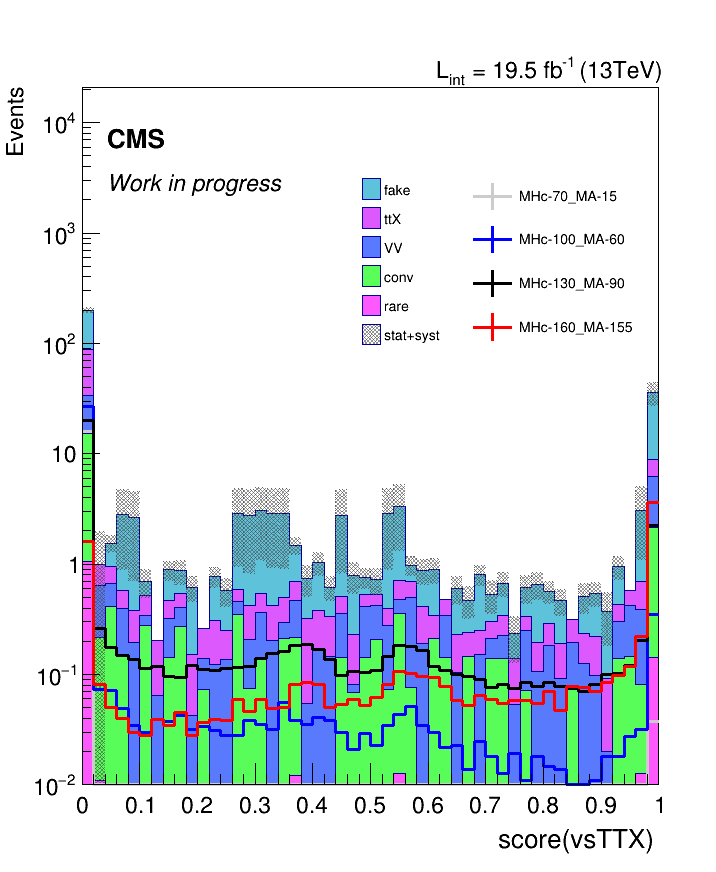 L_int = 19.5 fb^-1 (13TeV)
Events
CMS
Work in progress
fake
ttX
VV
conv
rare
stat+syst
MHc-70_MA-15
MHc-100_MA-60
MHc-130_MA-90
MHc-160_MA-155
10^4
10^3
10^2
10
1
10^−1
10^−2
0 0.1 0.2 0.3 0.4 0.5 0.6 0.7 0.8 0.9 1
score(vsTTX)